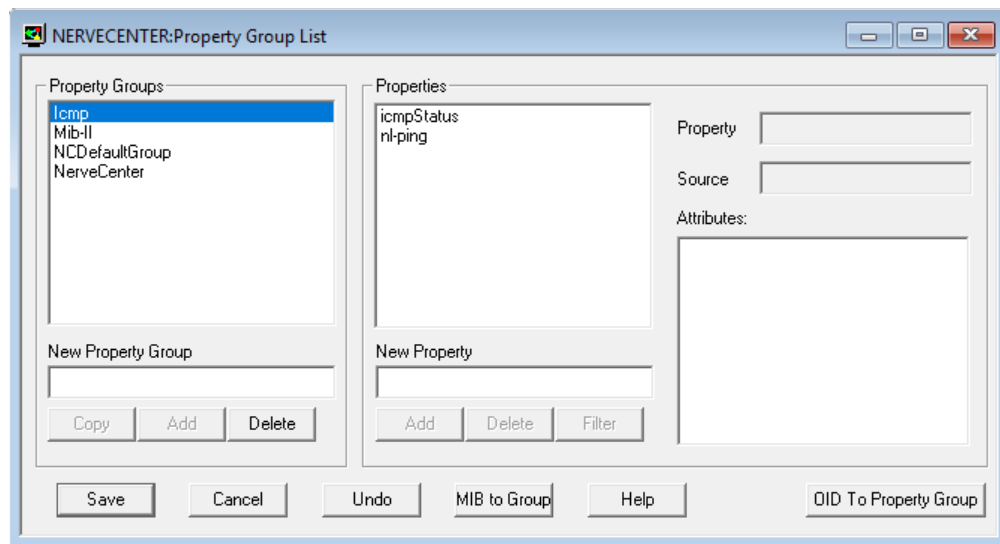 NERVECENTER:Property Group List
Property Groups
Icmp
Mib-II
NCDefaultGroup
NerveCenter
New Property Group
Copy
Add
Delete
Properties
icmpStatus
nl-ping
New Property
Add
Delete
Filter
Property
Source
Attributes:
Save
Cancel
Undo
MIB to Group
Help
OID To Property Group